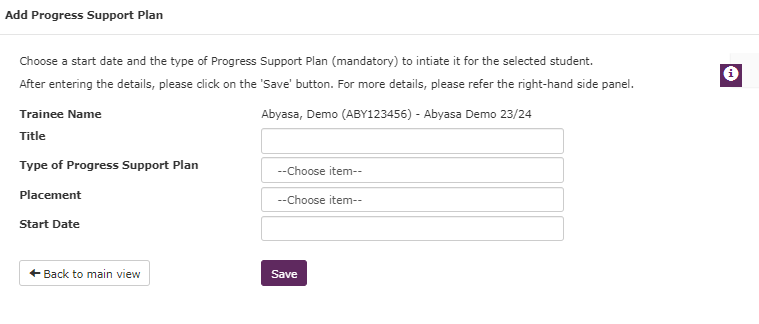 Add Progress Support Plan
Choose a start date and the type of Progress Support Plan (mandatory) to intiate it for the selected student.
After entering the details, please click on the 'Save' button. For more details, please refer the right-hand side panel.
Trainee Name Abyasa, Demo (ABY123456) - Abyasa Demo 23/24
Title
Type of Progress Support Plan --Choose item--
Placement --Choose item--
Start Date
Back to main view Save